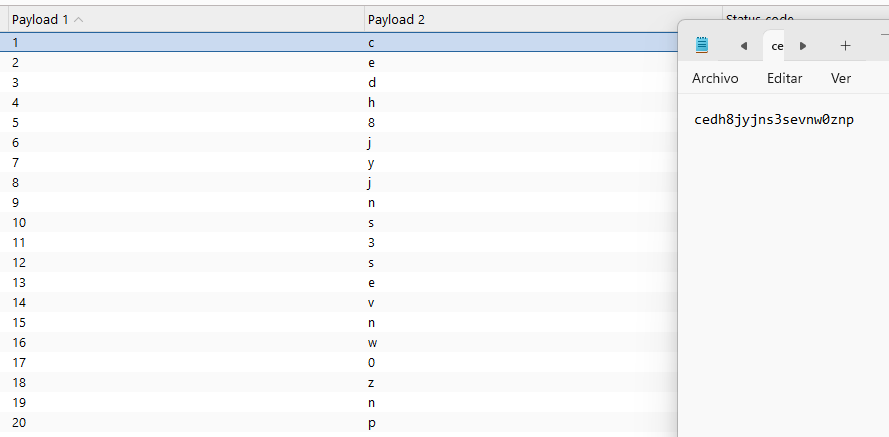 Payload 1 Payload 2 Status code
1 c
2 e
3 d
4 h
5 8
6 j
7 y
8 j
9 n
10 s
11 3
12 s
13 e
14 v
15 n
16 w
17 0
18 z
19 n
20 p
ce
Archivo Editar Ver
cedh8jyjns3sevnw0znp